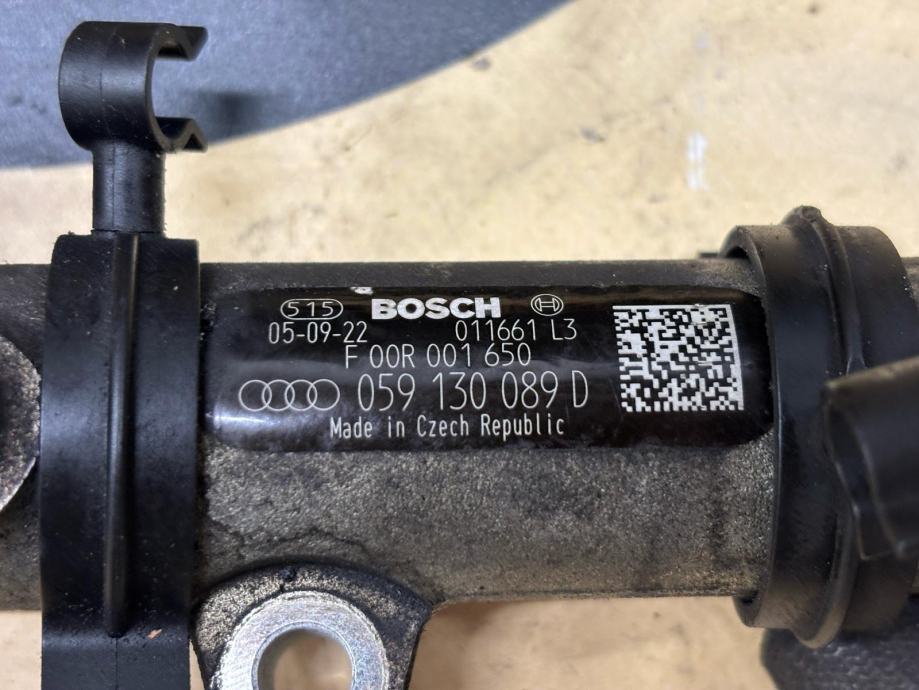 515 BOSCH
05-09-22 011661 L3
F 00R 001 650
059 130 089 D
Made in Czech Republic